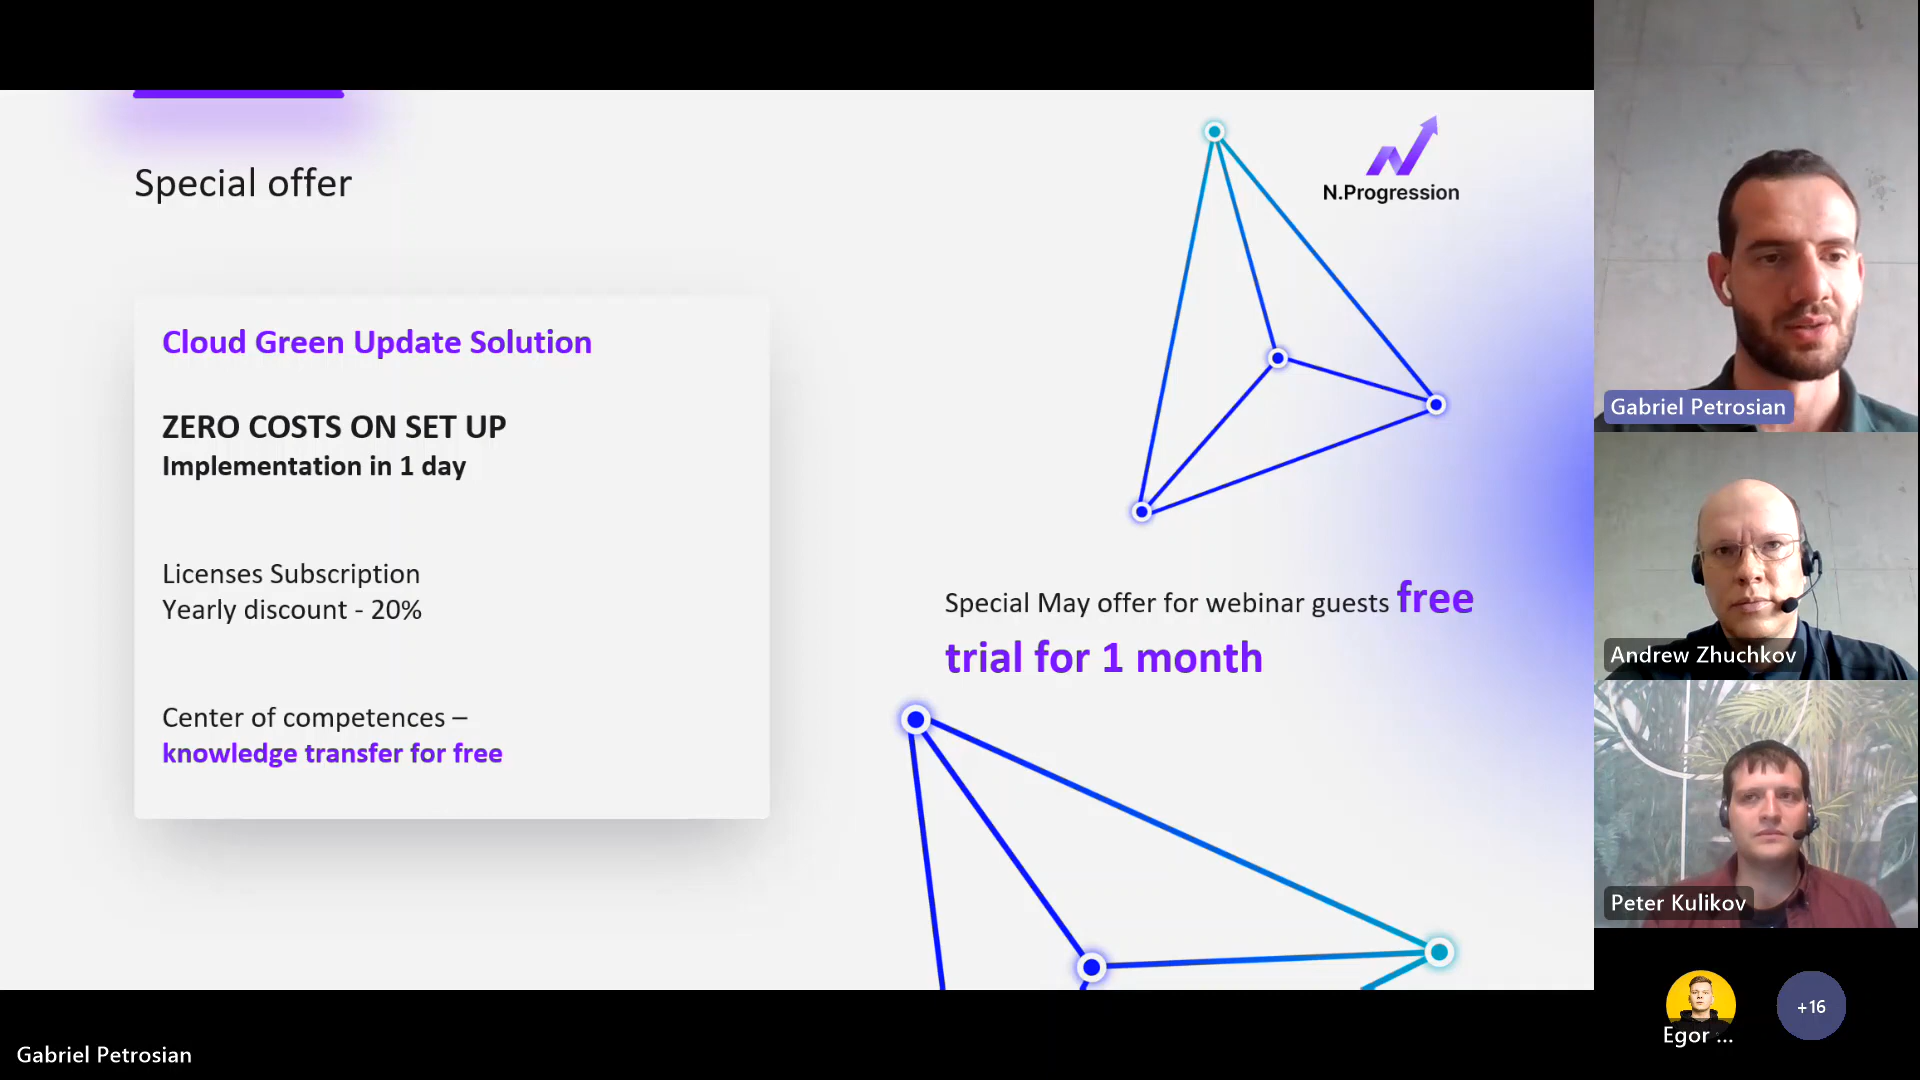 Special offer
N.Progression
Cloud Green Update Solution
ZERO COSTS ON SET UP
Implementation in 1 day
Licenses Subscription
Yearly discount - 20%
Center of competences –
knowledge transfer for free
Special May offer for webinar guests free
trial for 1 month
Gabriel Petrosian
Andrew Zhuchkov
Peter Kulikov
Egor ...
+16
Gabriel Petrosian